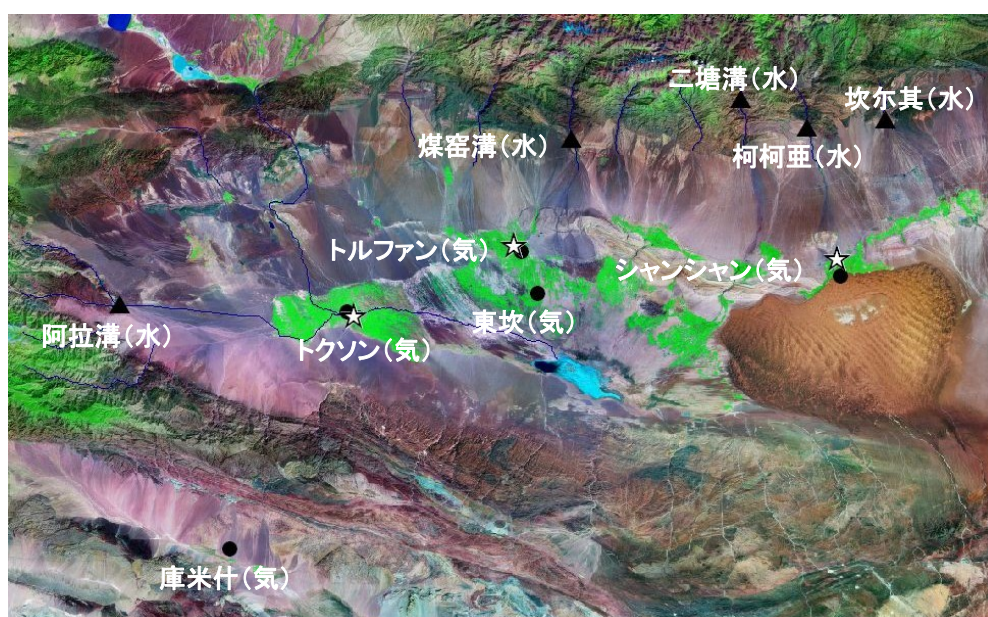 二塘溝（水）
坎尓其（水）
煤窑溝（水）
柯柯亜（水）
トルファン（気）
シャンシャン（気）
東坎（気）
阿拉溝（水）
トクソン（気）
庫米什（気）